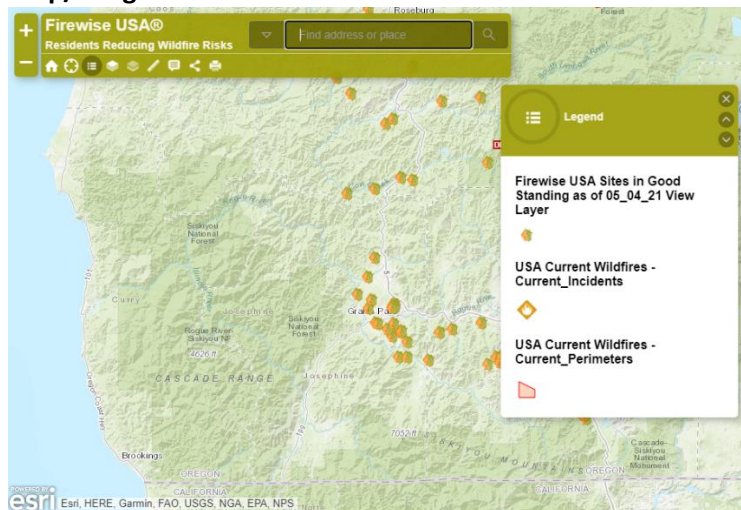 Roseburg
Firewise USA®
Residents Reducing Wildfire Risks
Find address or place
Legend
Firewise USA Sites in Good
Standing as of 05_04_21 View
Layer
USA Current Wildfires -
Current_Incidents
USA Current Wildfires -
Current_Perimeters
Siskiyou
National
Forest
Curry
Josephine
Siskiyou
National
Forest
Rogue River-
Siskiyou NF
4626 ft
CASCADE RANGE
Josephine
101
199
7052 ft
SISKIYOU MOUNTAINS
Cascade-
Siskiyou
National
Monument
Brookings
OREGON
CALIFORNIA
OREGON
CALIFORNIA
POWERED BY
esri
Esri, HERE, Garmin, FAO, USGS, NGA, EPA, NPS